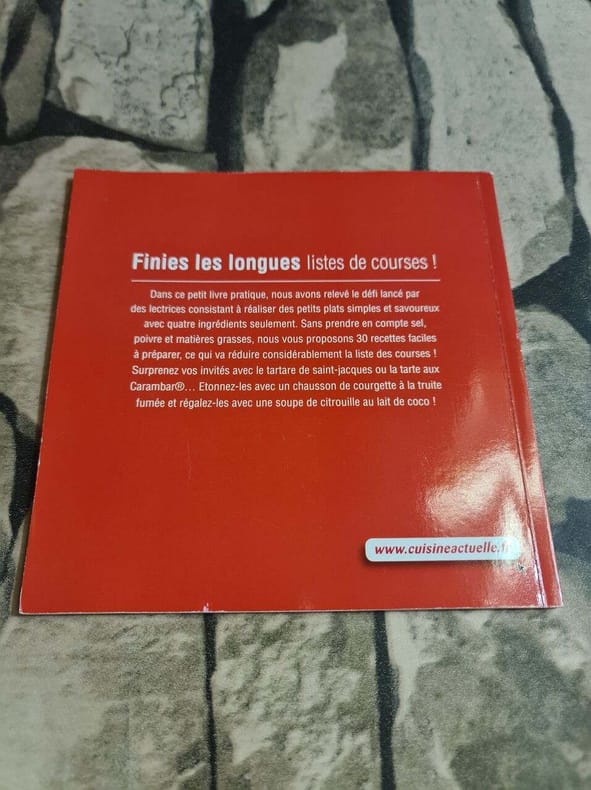 Finies les longues listes de courses !
Dans ce petit livre pratique, nous avons relevé le défi lancé par
des lectrices consistant à réaliser des petits plats simples et savoureux
avec quatre ingrédients seulement. Sans prendre en compte sel,
poivre et matières grasses, nous vous proposons 30 recettes faciles
à préparer, ce qui va réduire considérablement la liste des courses !
Surprenez vos invités avec le tartare de saint-jacques ou la tarte aux
Carambar®... Etonnez-les avec un chausson de courgette à la truite
fumée et régalez-les avec une soupe de citrouille au lait de coco !
www.cuisineactuelle.fr